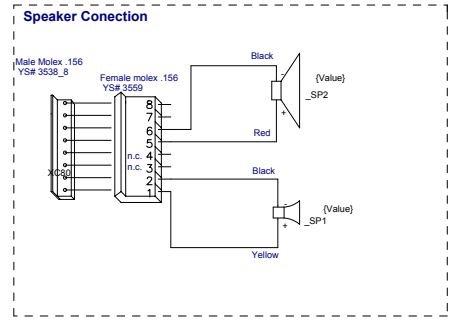 Speaker Conection
Male Molex .156
YS# 3538_8
Female molex .156
YS# 3559
XC80
8
7
6
5
n.c. 4
n.c. 3
2
1
Black
-
{Value}
_SP2
+
Red
Black
-
{Value}
_SP1
+
Yellow